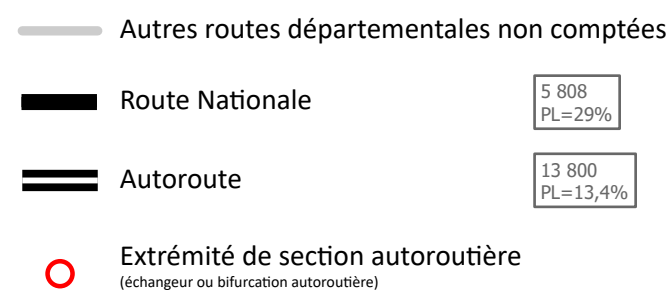 Autres routes départementales non comptées
Route Nationale
5 808
PL=29%
Autoroute
13 800
PL=13,4%
Extrémité de section autoroutière
(échangeur ou bifurcation autoroutière)